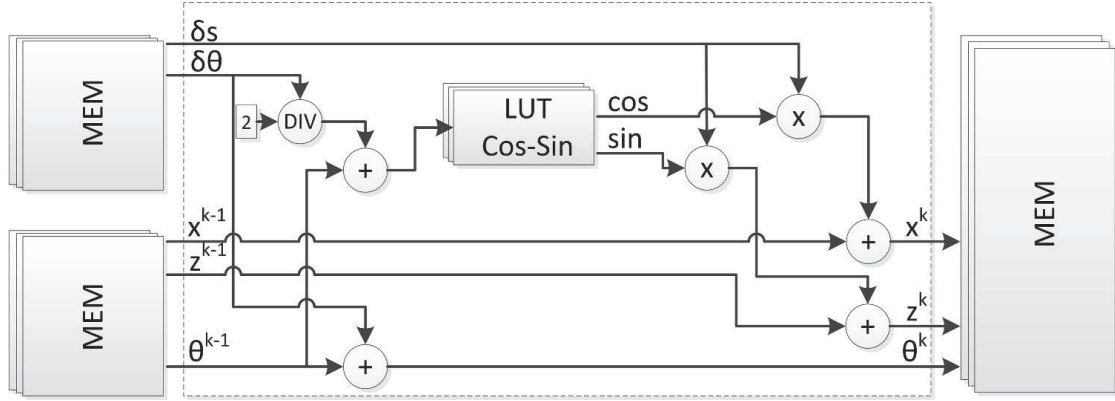 MEM
δs
δθ
2
DIV
+
LUT
Cos-Sin
cos
sin
x
x
MEM
x^{k-1}
z^{k-1}
θ^{k-1}
+
+
+
x^k
z^k
θ^k
MEM